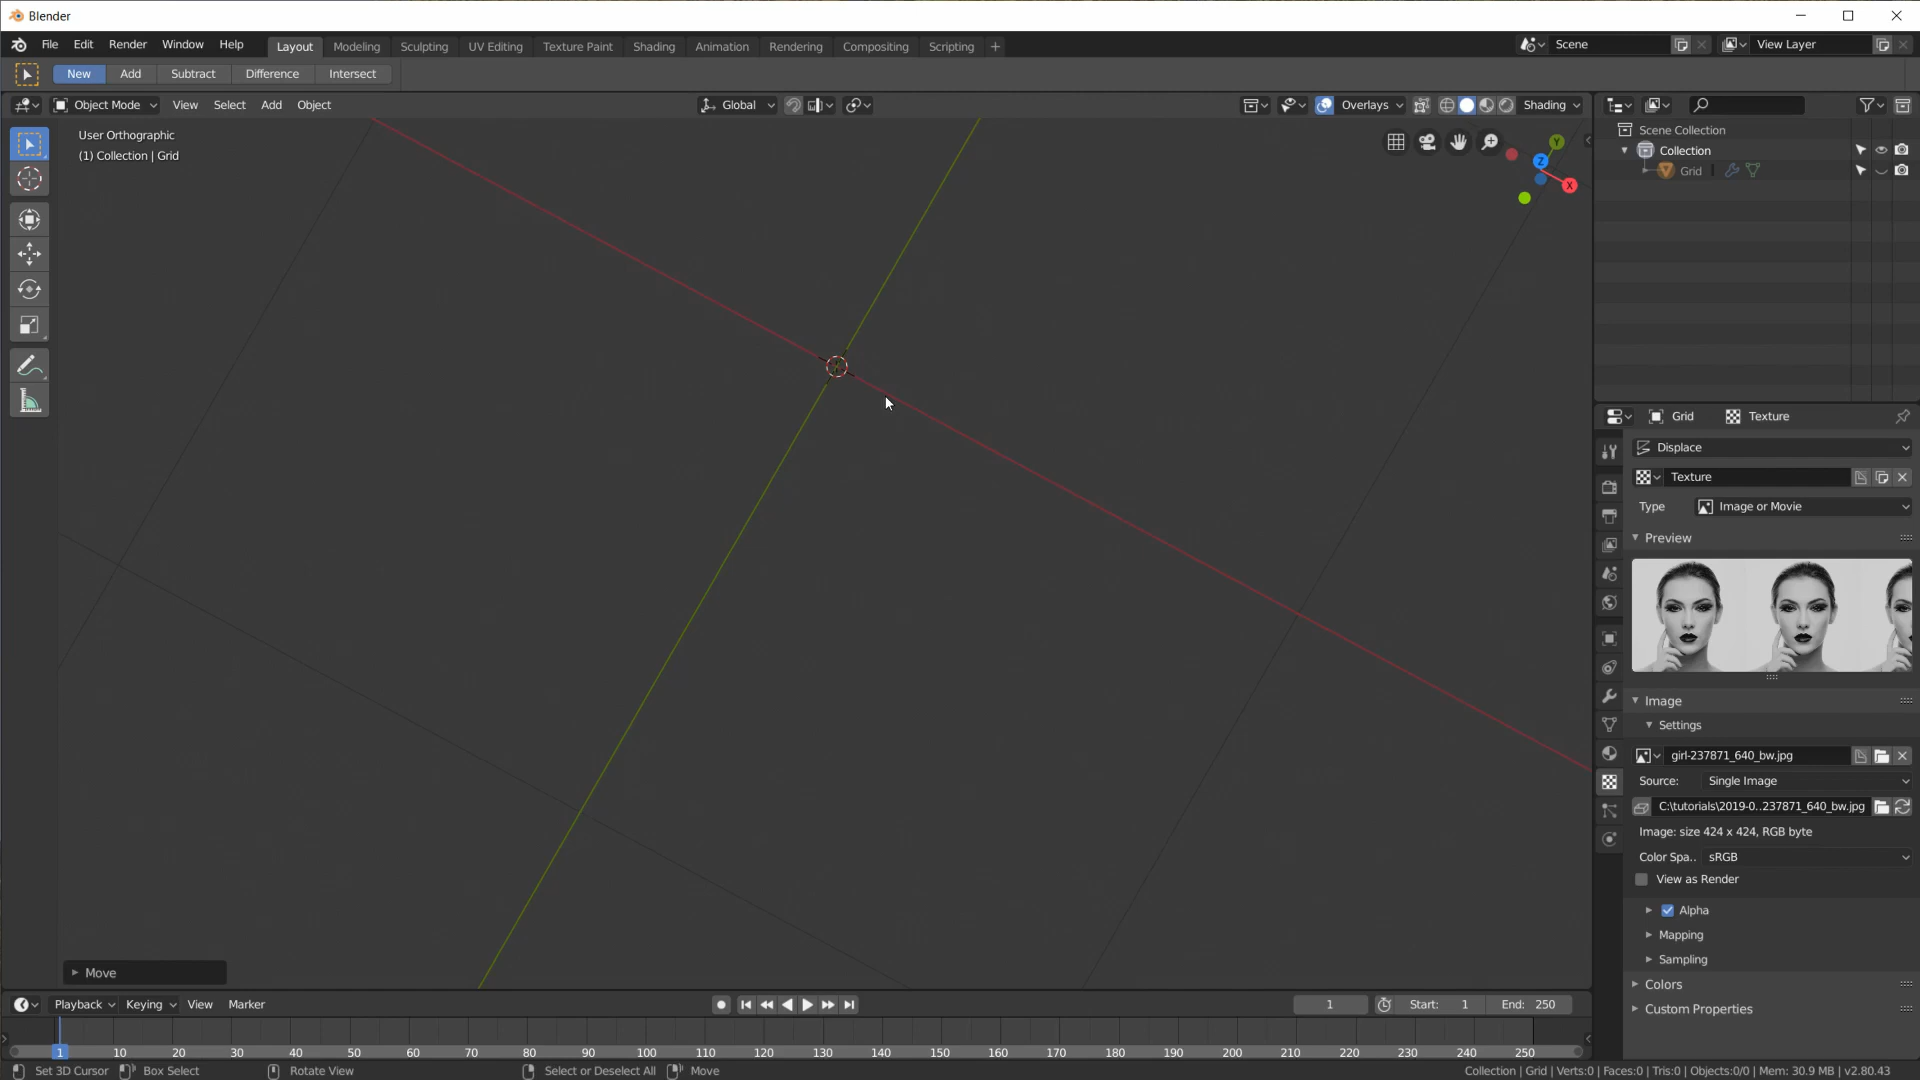 Blender
File Edit Render Window Help Layout Modeling Sculpting UV Editing Texture Paint Shading Animation Rendering Compositing Scripting + Scene View Layer
New Add Subtract Difference Intersect
Object Mode View Select Add Object Global Overlays Shading
User Orthographic
(1) Collection | Grid
Y
Z
X
Scene Collection
Collection
Grid
Grid Texture
Displace
Texture
Type Image or Movie
Preview
Image
Settings
girl-237871_640_bw.jpg
Source: Single Image
C:\tutorials\2019-0..237871_640_bw.jpg
Image: size 424 x 424, RGB byte
Color Spa.. sRGB
View as Render
Alpha
Mapping
Sampling
Colors
Custom Properties
Move
Playback Keying View Marker 1 Start: 1 End: 250
1 10 20 30 40 50 60 70 80 90 100 110 120 130 140 150 160 170 180 190 200 210 220 230 240 250
Set 3D Cursor Box Select Rotate View Select or Deselect All Move Collection | Grid | Verts:0 | Faces:0 | Tris:0 | Objects:0/0 | Mem: 30.9 MB | v2.80.43